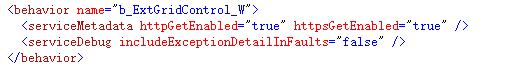 <behavior name="b_ExtGridControl_W">
<serviceMetadata httpGetEnabled="true" httpsGetEnabled="true" />
<serviceDebug includeExceptionDetailInFaults="false" />
</behavior>